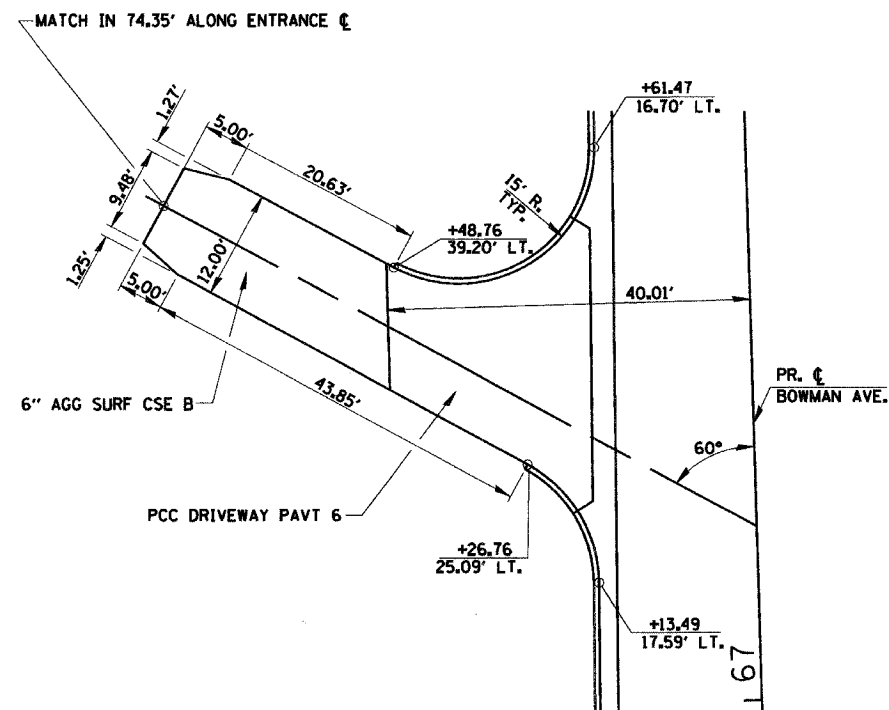 MATCH IN 74.35' ALONG ENTRANCE ℄
1.27'
5.00'
9.48'
20.63'
+61.47
16.70' LT.
15' R.
TYP.
+48.76
39.20' LT.
12.00'
1.25'
5.00'
40.01'
43.85'
6" AGG SURF CSE B
PR. ℄
BOWMAN AVE.
60°
PCC DRIVEWAY PAVT 6
+26.76
25.09' LT.
+13.49
17.59' LT.
67